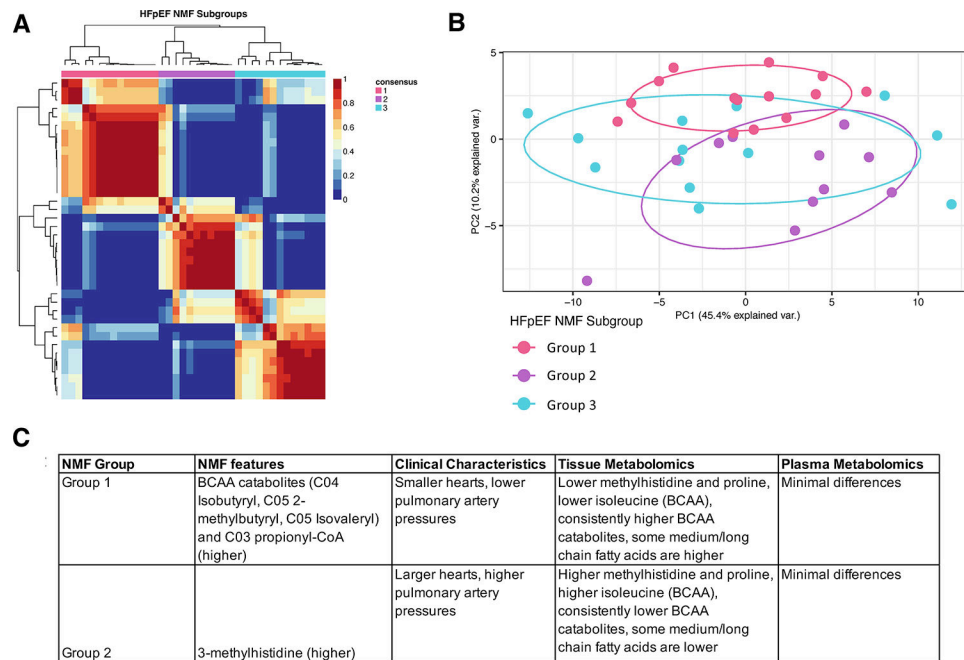 A
HFpEF NMF Subgroups
consensus
1
2
3
1
0.8
0.6
0.4
0.2
0
B
5
0
−5
PC2 (10.2% explained var.)
−10
−5
0
5
10
PC1 (45.4% explained var.)
HFpEF NMF Subgroup
Group 1
Group 2
Group 3
C
NMF Group
NMF features
Clinical Characteristics
Tissue Metabolomics
Plasma Metabolomics
Group 1
BCAA catabolites (C04
Isobutyryl, C05 2-
methylbutyryl, C05 Isovaleryl)
and C03 propionyl-CoA
(higher)
Smaller hearts, lower
pulmonary artery
pressures
Lower methylhistidine and proline,
lower isoleucine (BCAA),
consistently higher BCAA
catabolites, some medium/long
chain fatty acids are higher
Minimal differences
Group 2
3-methylhistidine (higher)
Larger hearts, higher
pulmonary artery
pressures
Higher methylhistidine and proline,
higher isoleucine (BCAA),
consistently lower BCAA
catabolites, some medium/long
chain fatty acids are lower
Minimal differences